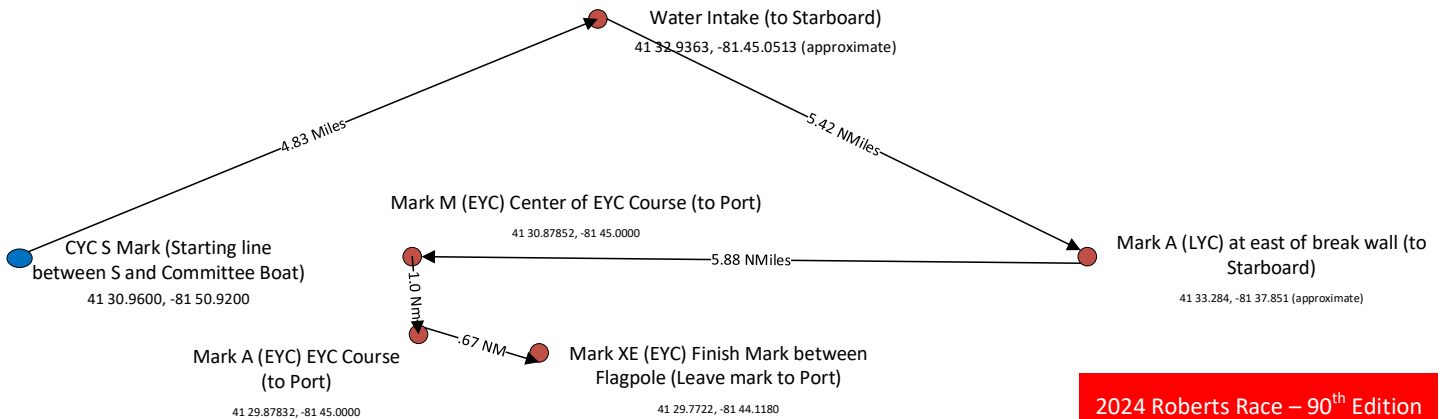 Water Intake (to Starboard)
41 32.9363, -81.45.0513 (approximate)
4.83 Miles
5.42 NMiles
Mark M (EYC) Center of EYC Course (to Port)
41 30.87852, -81 45.0000
CYC S Mark (Starting line
between S and Committee Boat)
41 30.9600, -81 50.9200
5.88 NMiles
Mark A (LYC) at east of break wall (to
Starboard)
41 33.284, -81 37.851 (approximate)
1.0 Nm
.67 NM
Mark A (EYC) EYC Course
(to Port)
41 29.87832, -81 45.0000
Mark XE (EYC) Finish Mark between
Flagpole (Leave mark to Port)
41 29.7722, -81 44.1180
2024 Roberts Race – 90th Edition